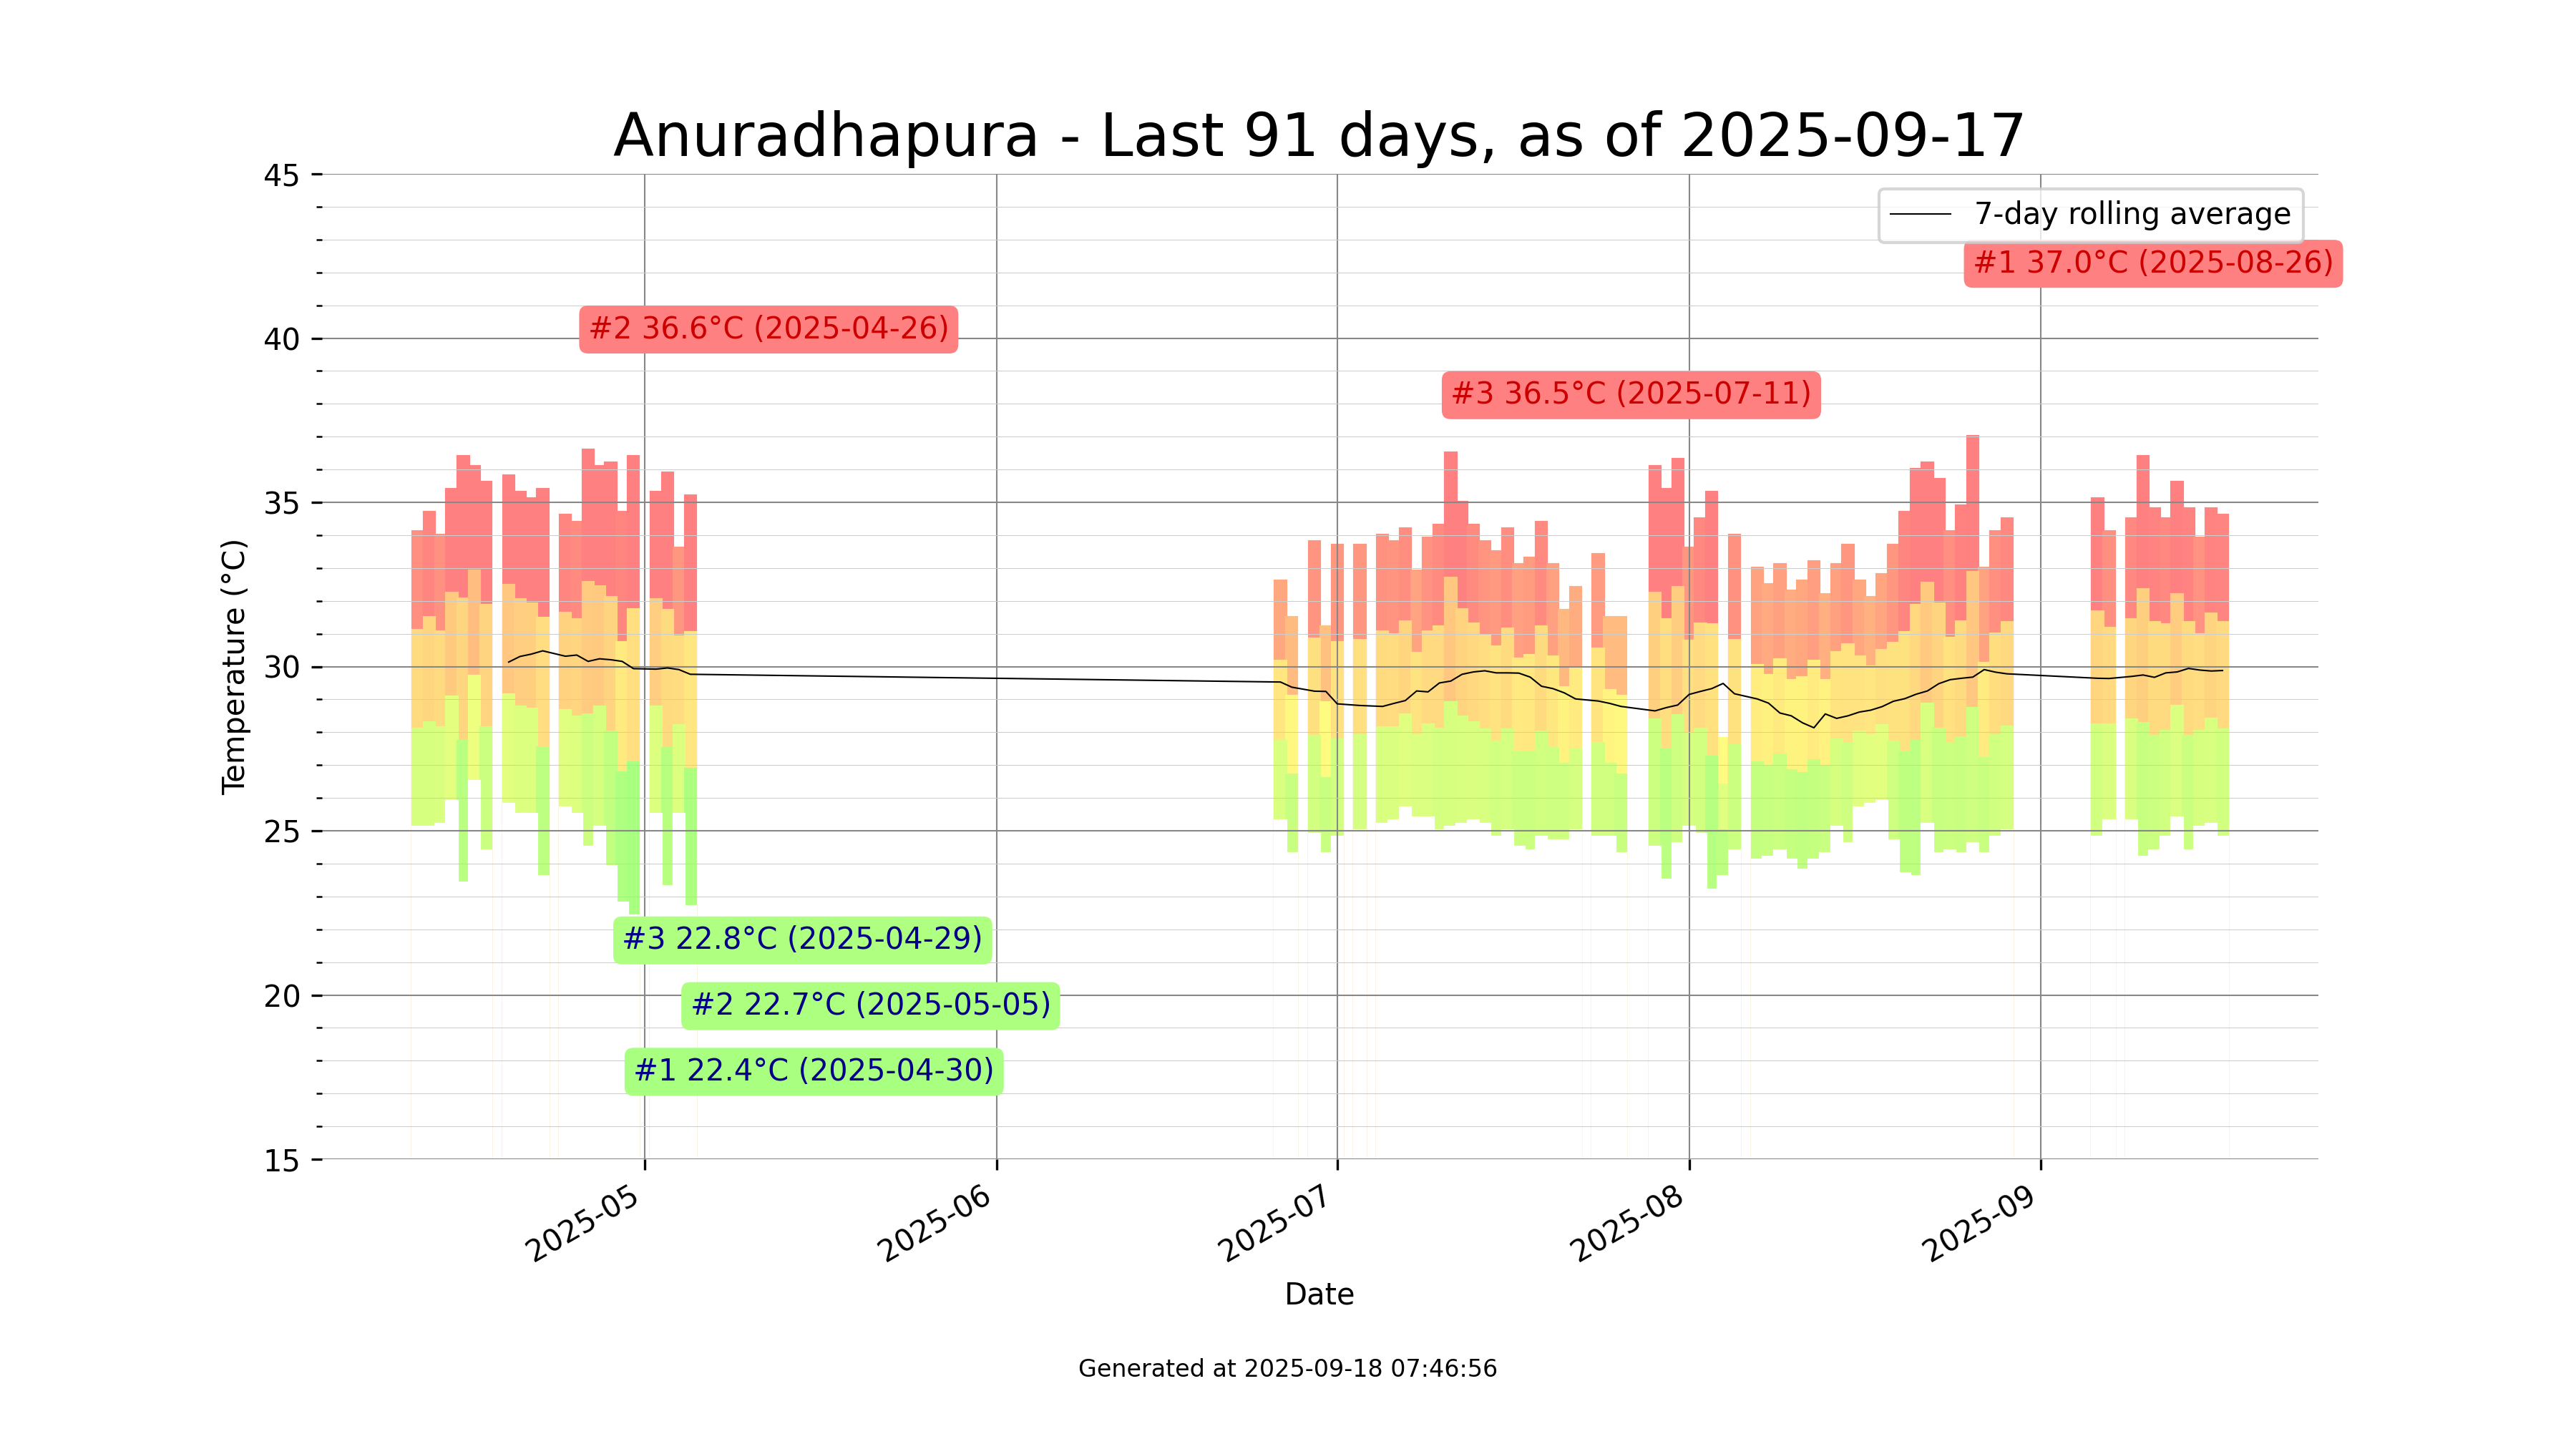 Anuradhapura - Last 91 days, as of 2025-09-17
45
40
35
30
25
20
15
Temperature (°C)
7-day rolling average
#1 37.0°C (2025-08-26)
#2 36.6°C (2025-04-26)
#3 36.5°C (2025-07-11)
#3 22.8°C (2025-04-29)
#2 22.7°C (2025-05-05)
#1 22.4°C (2025-04-30)
2025-05
2025-06
2025-07
2025-08
2025-09
Date
Generated at 2025-09-18 07:46:56